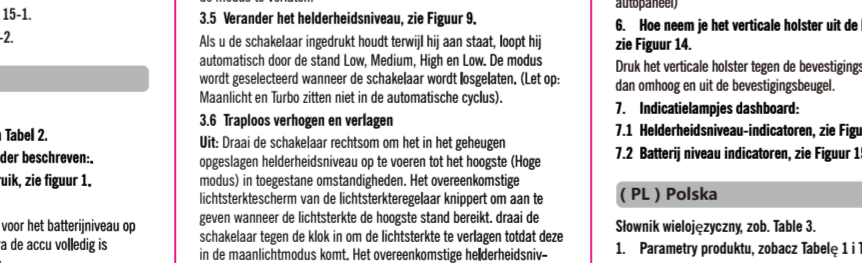 15-1.
-2.
Tabel 2.
der beschreven:.
ruik, zie figuur 1.
voor het batterijniveau op
ra de accu volledig is
3.5 Verander het helderheidsniveau, zie Figuur 9.
Als u de schakelaar ingedrukt houdt terwijl hij aan staat, loopt hij
automatisch door de stand Low, Medium, High en Low. De modus
wordt geselecteerd wanneer de schakelaar wordt losgelaten. (Let op:
Maanlicht en Turbo zitten niet in de automatische cyclus).
3.6 Traploos verhogen en verlagen
Uit: Draai de schakelaar rechtsom om het in het geheugen
opgeslagen helderheidsniveau op te voeren tot het hoogste (Hoge
modus) in toegestane omstandigheden. Het overeenkomstige
lichtsterktescherm van de lichtsterkteregelaar knippert om aan te
geven wanneer de lichtsterkte de hoogste stand bereikt. draai de
schakelaar tegen de klok in om de lichtsterkte te verlagen totdat deze
in de maanlichtmodus komt. Het overeenkomstige helderheidsniv-
autopaneel)
6. Hoe neem je het verticale holster uit de
zie Figuur 14.
Druk het verticale holster tegen de bevestigings
dan omhoog en uit de bevestigingsbeugel.
7. Indicatielampjes dashboard:
7.1 Helderheidsniveau-indicatoren, zie Figu
7.2 Batterij niveau indicatoren, zie Figuur 15
( PL ) Polska
Słownik wielojęzyczny, zob. Table 3.
1. Parametry produktu, zobacz Tabelę 1 i T